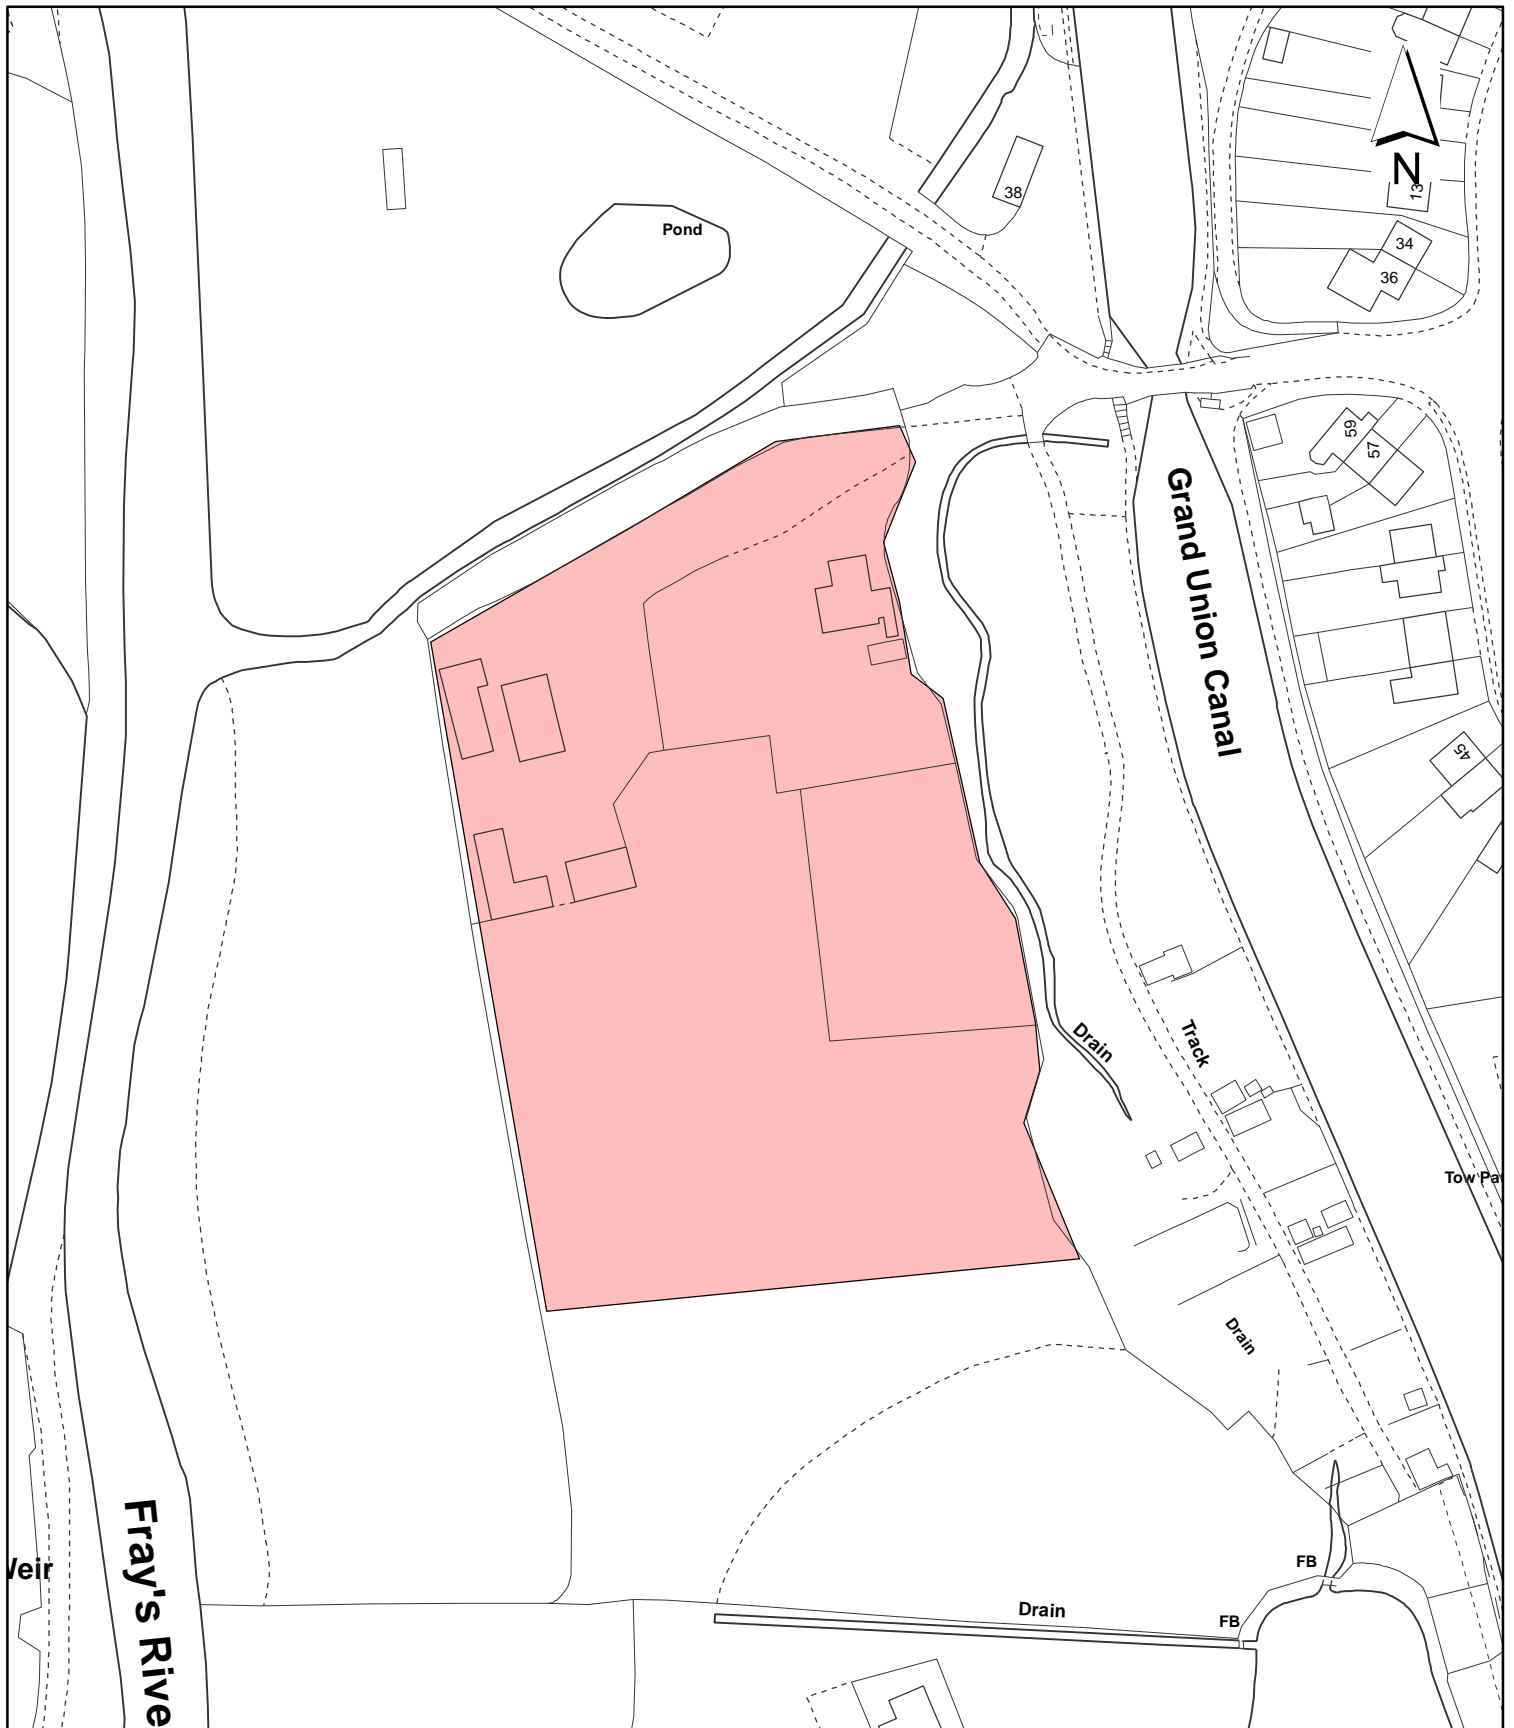 N
13
38
34
36
Pond
59
57
Grand Union Canal
45
Drain
Track
Tow Pa
Drain
Fray's Rive
Weir
FB
Drain
FB